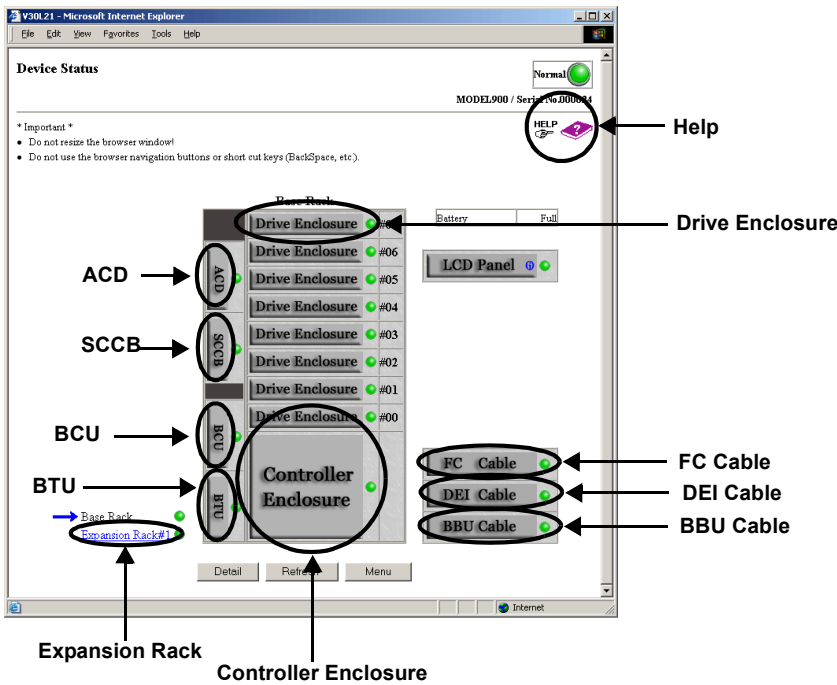 V30L21 - Microsoft Internet Explorer
File Edit View Favorites Tools Help
Device Status
Normal
MODEL900 / Serial No.000024
* Important *
• Do not resize the browser window!
• Do not use the browser navigation buttons or short cut keys (BackSpace, etc.).
HELP
Help
Base Rack
Drive Enclosure
Battery Full
Drive Enclosure
Drive Enclosure #06
LCD Panel
ACD
ACD
Drive Enclosure #05
Drive Enclosure #04
SCCB
SCCB
Drive Enclosure #03
Drive Enclosure #02
Drive Enclosure #01
BCU
BCU
Drive Enclosure #00
Controller
Enclosure
FC Cable
FC Cable
BTU
BTU
DEI Cable
DEI Cable
Base Rack
BBU Cable
BBU Cable
Expansion Rack#1
Detail Refresh Menu
Internet
Expansion Rack
Controller Enclosure